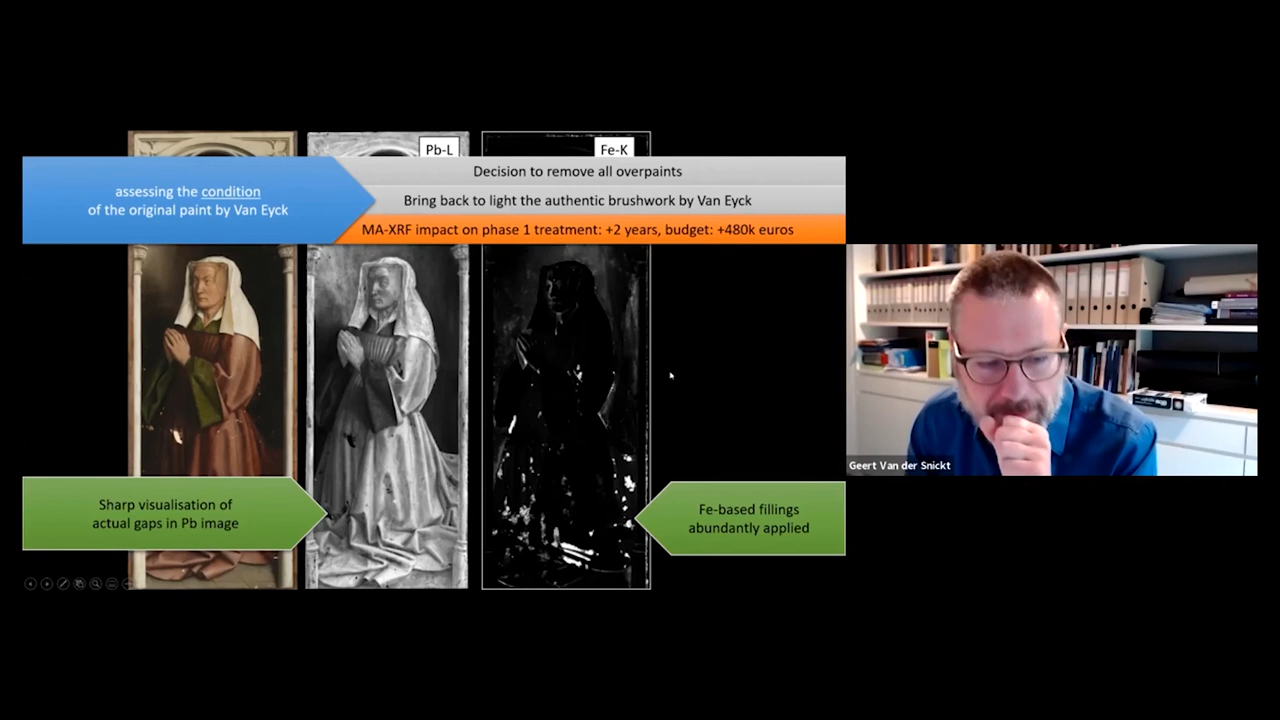 Pb-L
Fe-K
assessing the condition
of the original paint by Van Eyck
Decision to remove all overpaints
Bring back to light the authentic brushwork by Van Eyck
MA-XRF impact on phase 1 treatment: +2 years, budget: +480k euros
Geert Van der Snickt
Sharp visualisation of
actual gaps in Pb image
Fe-based fillings
abundantly applied